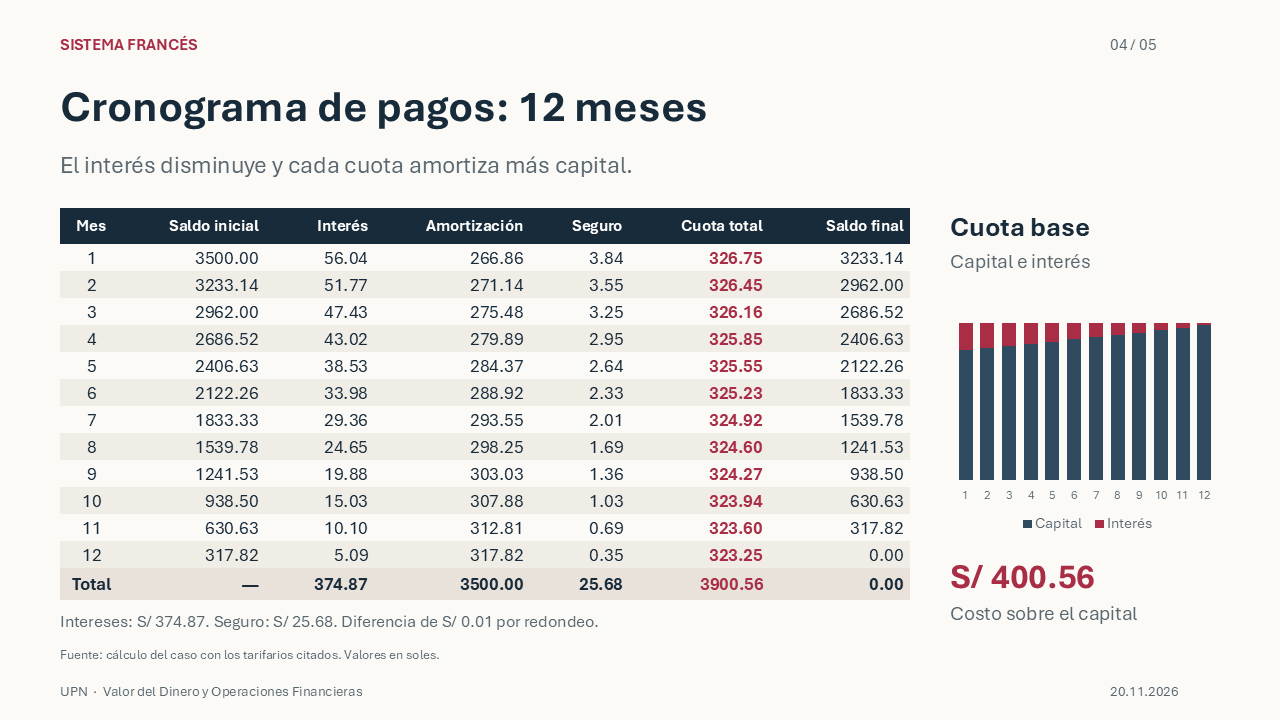 SISTEMA FRANCÉS
04 / 05
Cronograma de pagos: 12 meses
El interés disminuye y cada cuota amortiza más capital.
Mes Saldo inicial Interés Amortización Seguro Cuota total Saldo final
1 3500.00 56.04 266.86 3.84 326.75 3233.14
2 3233.14 51.77 271.14 3.55 326.45 2962.00
3 2962.00 47.43 275.48 3.25 326.16 2686.52
4 2686.52 43.02 279.89 2.95 325.85 2406.63
5 2406.63 38.53 284.37 2.64 325.55 2122.26
6 2122.26 33.98 288.92 2.33 325.23 1833.33
7 1833.33 29.36 293.55 2.01 324.92 1539.78
8 1539.78 24.65 298.25 1.69 324.60 1241.53
9 1241.53 19.88 303.03 1.36 324.27 938.50
10 938.50 15.03 307.88 1.03 323.94 630.63
11 630.63 10.10 312.81 0.69 323.60 317.82
12 317.82 5.09 317.82 0.35 323.25 0.00
Total — 374.87 3500.00 25.68 3900.56 0.00
Intereses: S/ 374.87. Seguro: S/ 25.68. Diferencia de S/ 0.01 por redondeo.
Fuente: cálculo del caso con los tarifarios citados. Valores en soles.
Cuota base
Capital e interés
1 2 3 4 5 6 7 8 9 10 11 12
Capital Interés
S/ 400.56
Costo sobre el capital
UPN · Valor del Dinero y Operaciones Financieras
20.11.2026